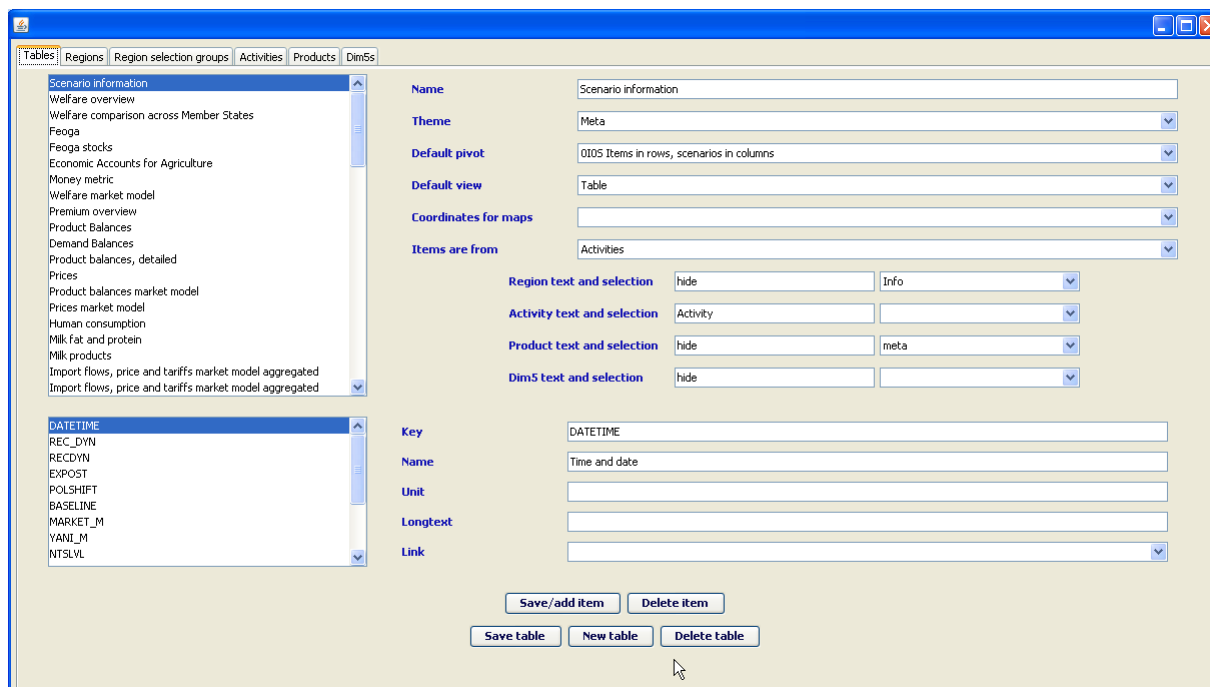 Tables Regions Region selection groups Activities Products Dim5s
Scenario information
Welfare overview
Welfare comparison across Member States
Feoga
Feoga stocks
Economic Accounts for Agriculture
Money metric
Welfare market model
Premium overview
Product Balances
Demand Balances
Product balances, detailed
Prices
Product balances market model
Prices market model
Human consumption
Milk fat and protein
Milk products
Import flows, price and tariffs market model aggregated
Import flows, price and tariffs market model aggregated
Name Scenario information
Theme Meta
Default pivot 0IOS Items in rows, scenarios in columns
Default view Table
Coordinates for maps
Items are from Activities
Region text and selection hide Info
Activity text and selection Activity
Product text and selection hide meta
Dim5 text and selection hide
DATETIME
REC_DYN
RECDYN
EXPOST
POLSHIFT
BASELINE
MARKET_M
YANI_M
NTSLVL
Key DATETIME
Name Time and date
Unit
Longtext
Link
Save/add item Delete item
Save table New table Delete table